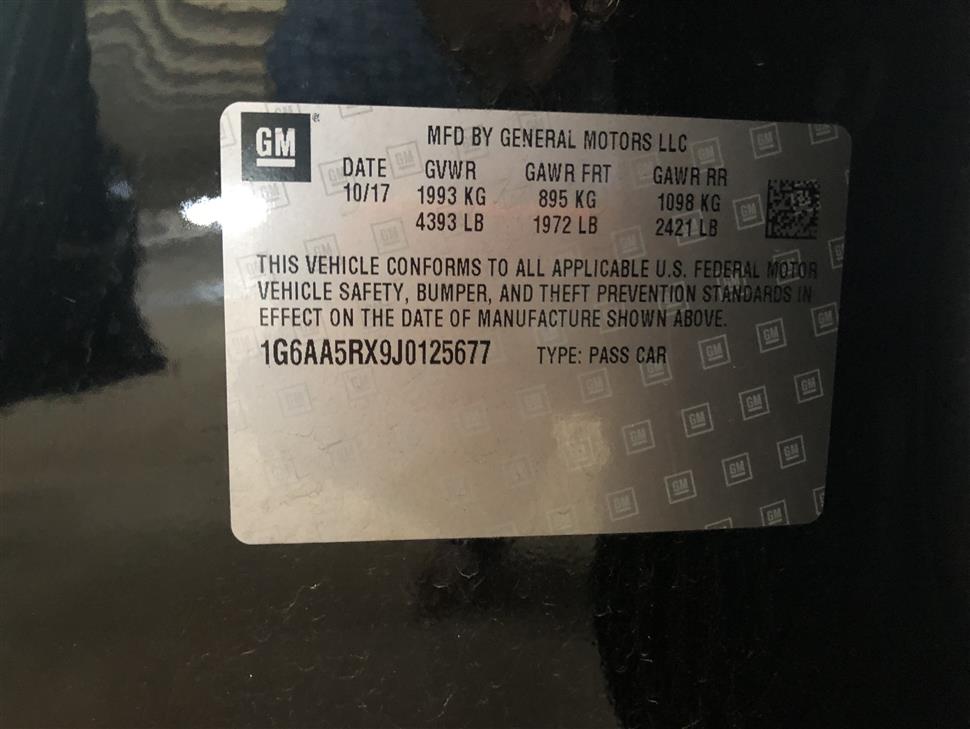 GM ®
MFD BY GENERAL MOTORS LLC
DATE GVWR GAWR FRT GAWR RR
10/17 1993 KG 895 KG 1098 KG
4393 LB 1972 LB 2421 LB
THIS VEHICLE CONFORMS TO ALL APPLICABLE U.S. FEDERAL MOTOR
VEHICLE SAFETY, BUMPER, AND THEFT PREVENTION STANDARDS IN
EFFECT ON THE DATE OF MANUFACTURE SHOWN ABOVE.
1G6AA5RX9J0125677 TYPE: PASS CAR